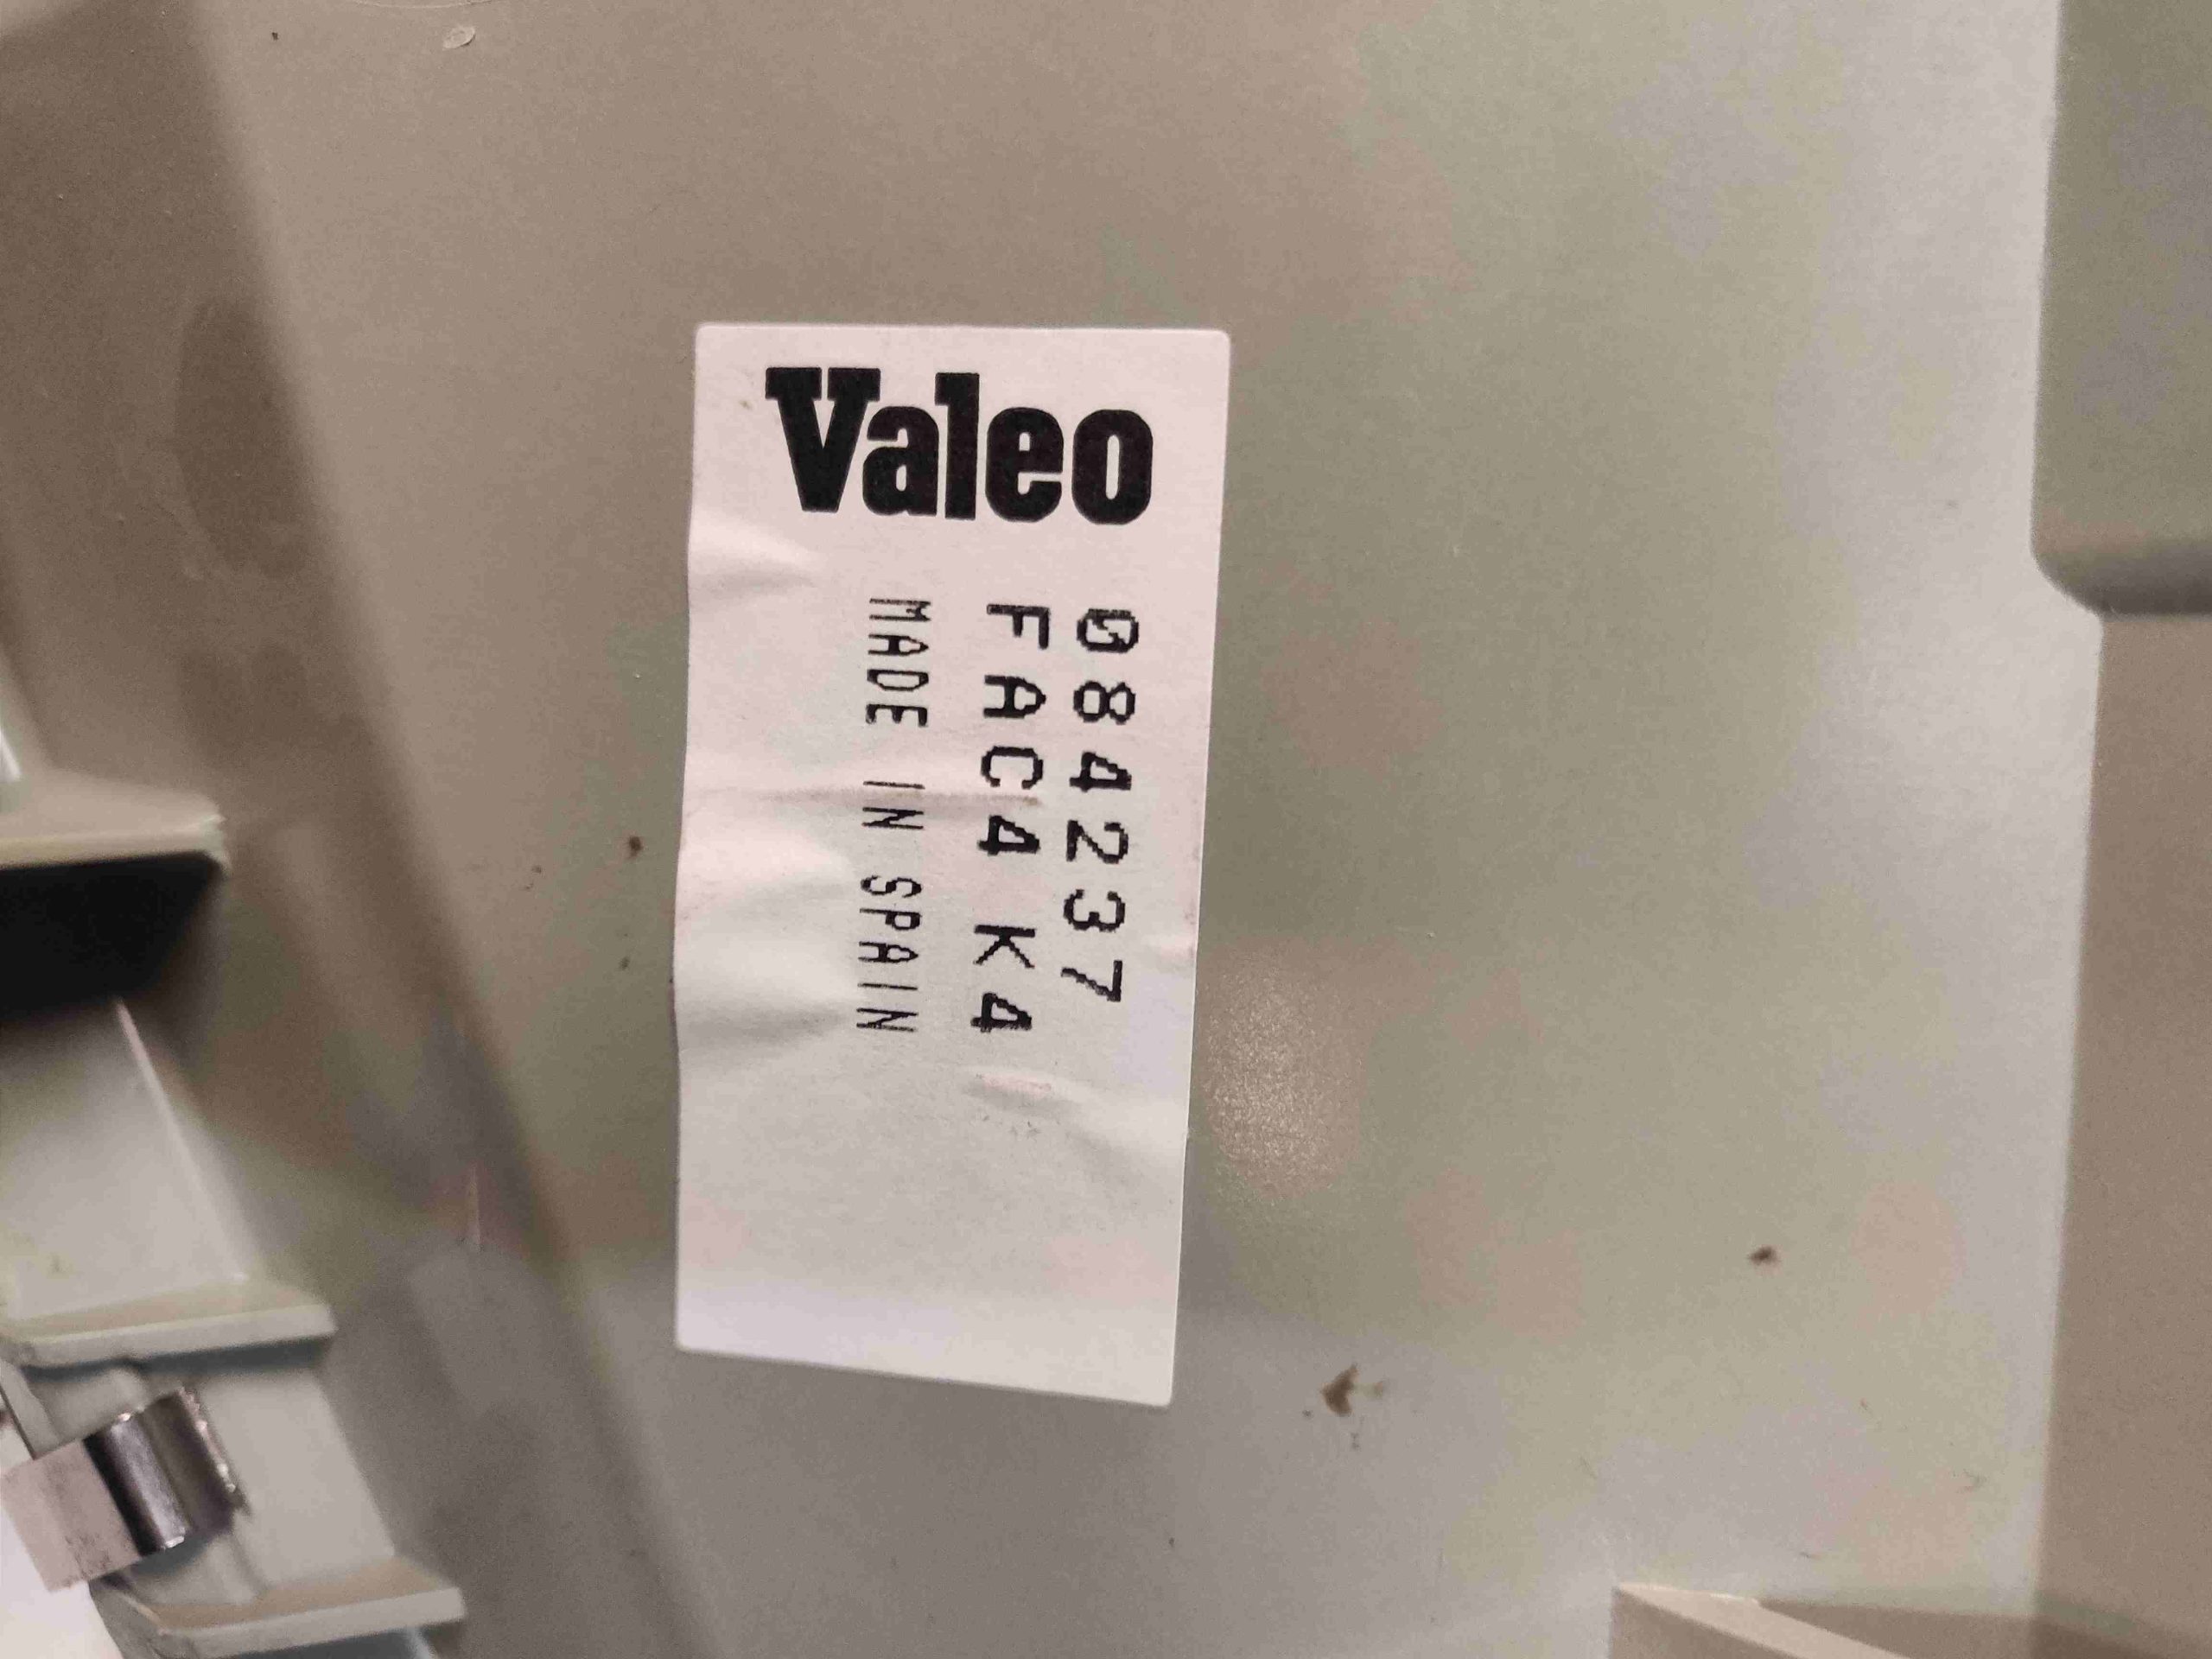 Valeo
084237
FAC4 K4
MADE IN SPAIN